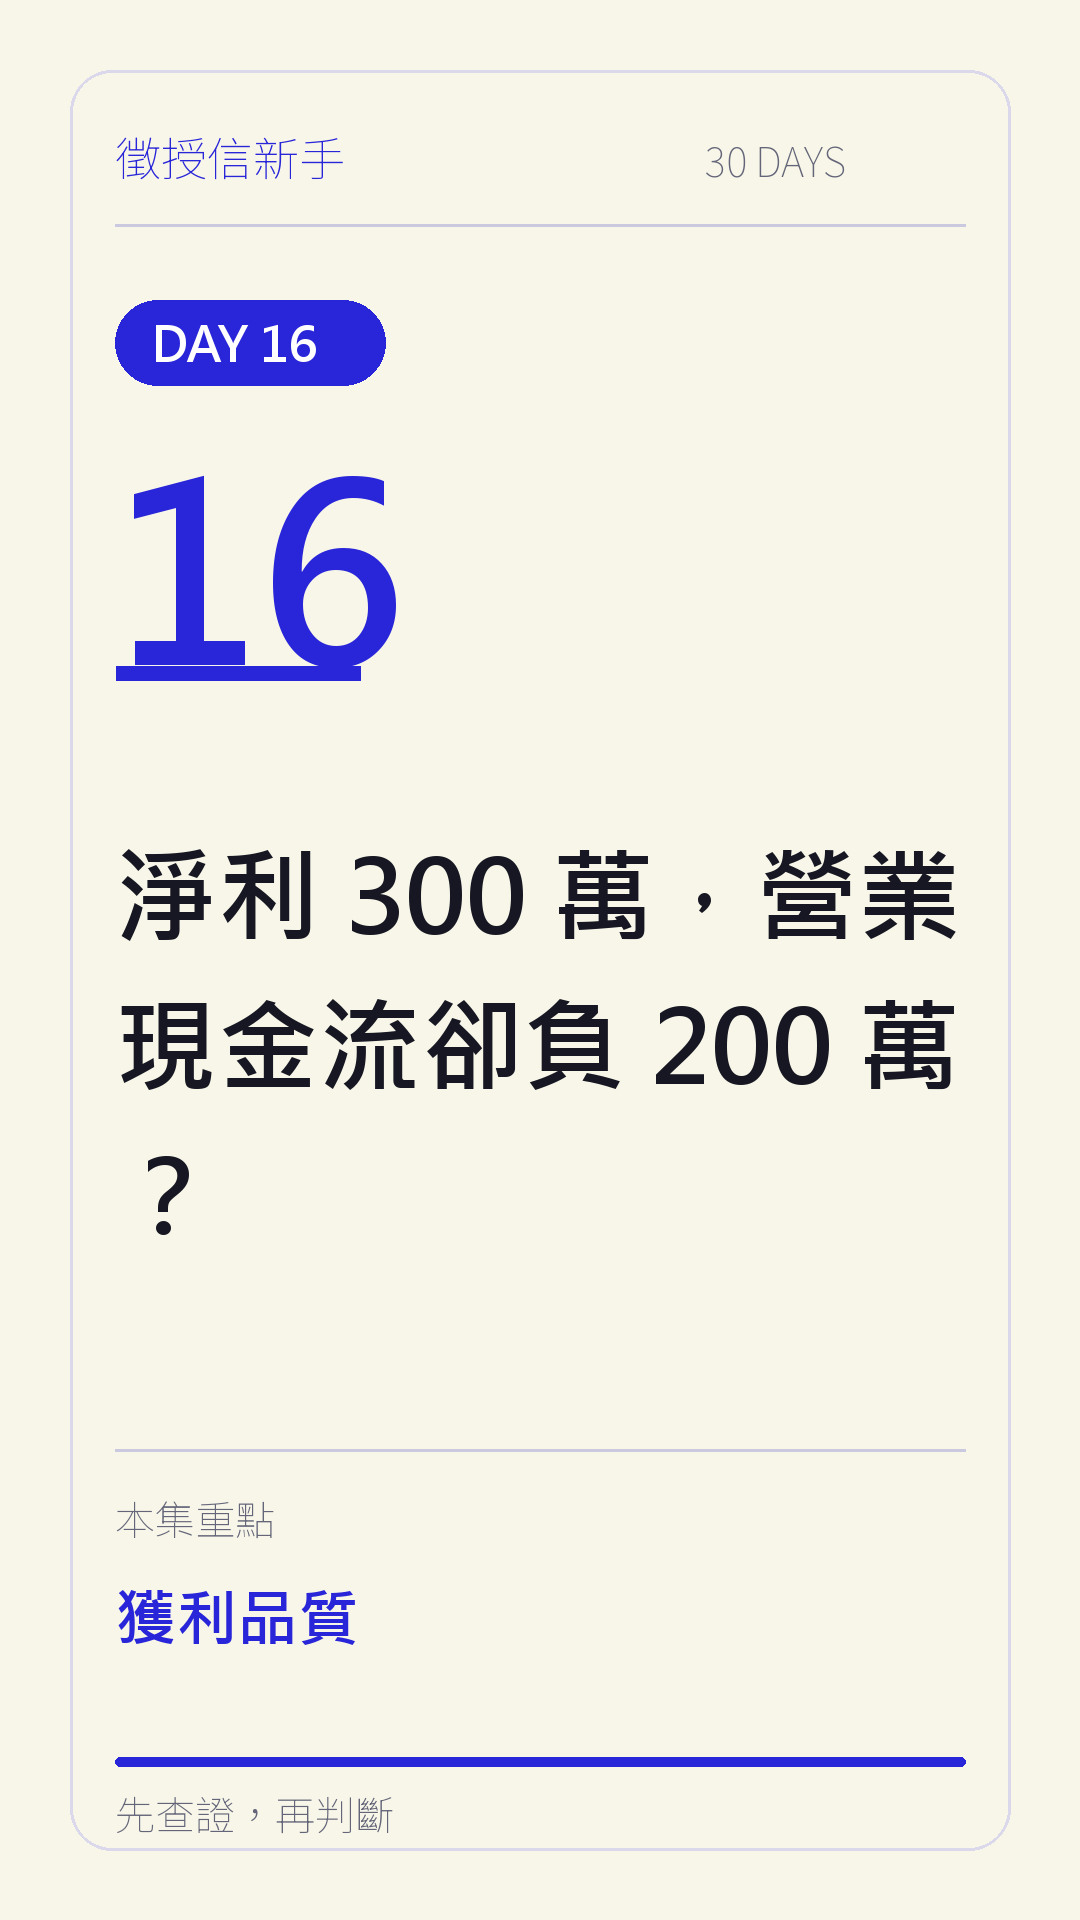 徵授信新手
30 DAYS
DAY 16
16
淨利 300 萬，營業
現金流卻負 200 萬
？
本集重點
獲利品質
先查證，再判斷